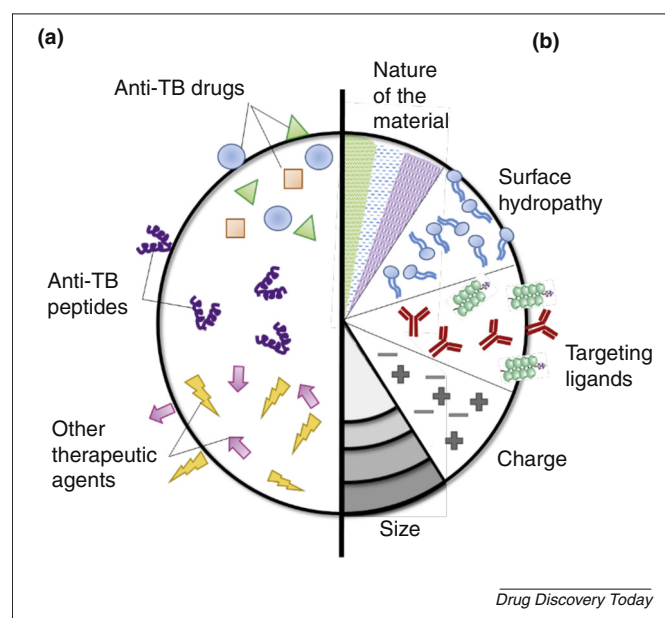 (a)
(b)
Anti-TB drugs
Nature
of the
material
Surface
hydropathy
Anti-TB
peptides
Targeting
ligands
Other
therapeutic
agents
Charge
Size
Drug Discovery Today